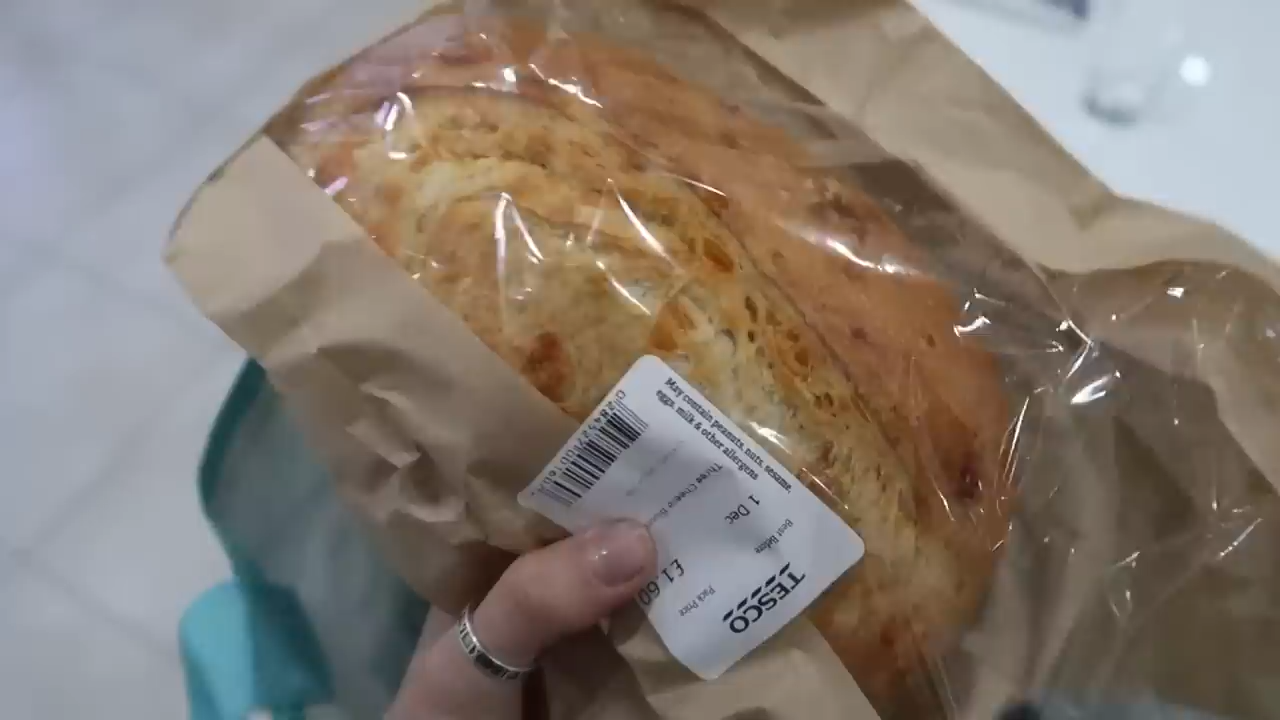 TESCO
Best Before
1 Dec
Pack Price
£1.60
Three Cheese
May contain peanuts, nuts, sesame,
eggs, milk & other allergens